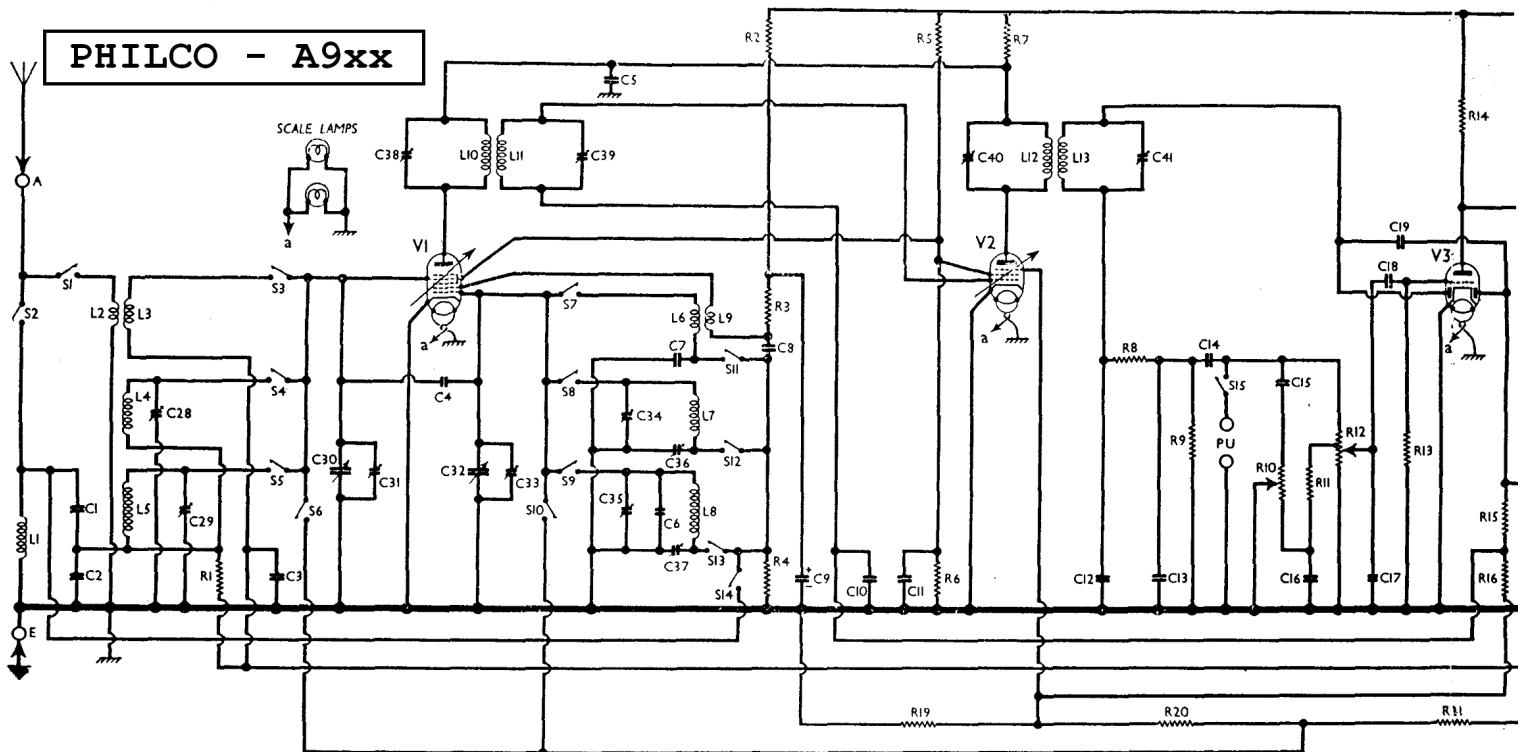 PHILCO - A9xx
R2
R5
R7
C5
R14
SCALE LAMPS
C38
L10
L11
C39
C40
L12
L13
C41
A
a
V1
V2
C19
V3
C18
S1
S3
S2
L2
L3
S7
L6
L9
R3
a
a
a
C7
C8
S11
R8
C14
S15
C15
S4
C4
S8
L4
C28
C34
L7
R9
PU
R12
R13
C36
S12
C30
C31
C32
C33
S5
S9
R10
R11
C1
L5
C29
S6
S10
C35
C6
L8
R15
L1
C2
R1
C3
C37
S13
R4
C9
+
–
C10
C11
R6
C12
C13
C16
C17
R16
S14
E
R19
R20
R21